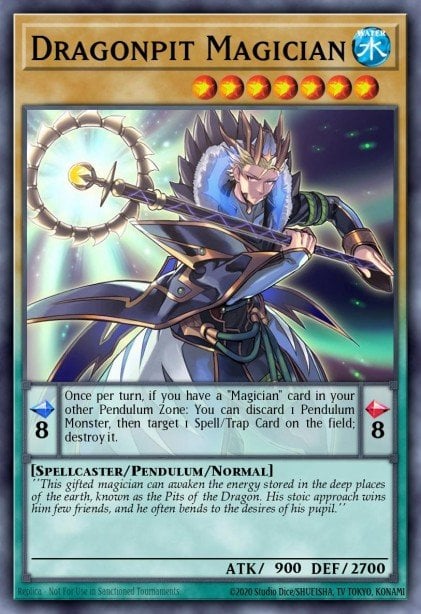 DRAGONPIT MAGICIAN
WATER
水
Once per turn, if you have a "Magician" card in
your other Pendulum Zone: You can discard 1 Pendulum
Monster, then target 1 Spell/Trap Card on the field;
destroy it.
8
8
[SPELLCASTER/PENDULUM/NORMAL]
''This gifted magician can awaken the energy stored in the deep places
of the earth, known as the Pits of the Dragon. His stoic approach wins
him few friends, and he often bends to the desires of his pupil.''
ATK/ 900 DEF/2700
Replica - Not For Use in Sanctioned Tournaments
©2020 Studio Dice/SHUEISHA, TV TOKYO, KONAMI